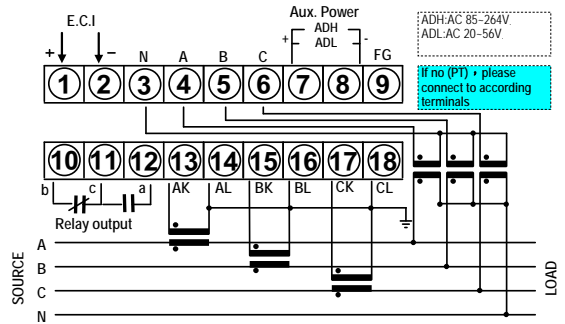 E.C.I
Aux. Power
ADH
+ ADL -
ADH:AC 85~264V.
ADL:AC 20~56V.
+ - N A B C FG
1 2 3 4 5 6 7 8 9
If no (PT) , please
connect to according
terminals
10 11 12 13 14 15 16 17 18
b c a AK AL BK BL CK CL
Relay output
SOURCE
A
B
C
N
LOAD